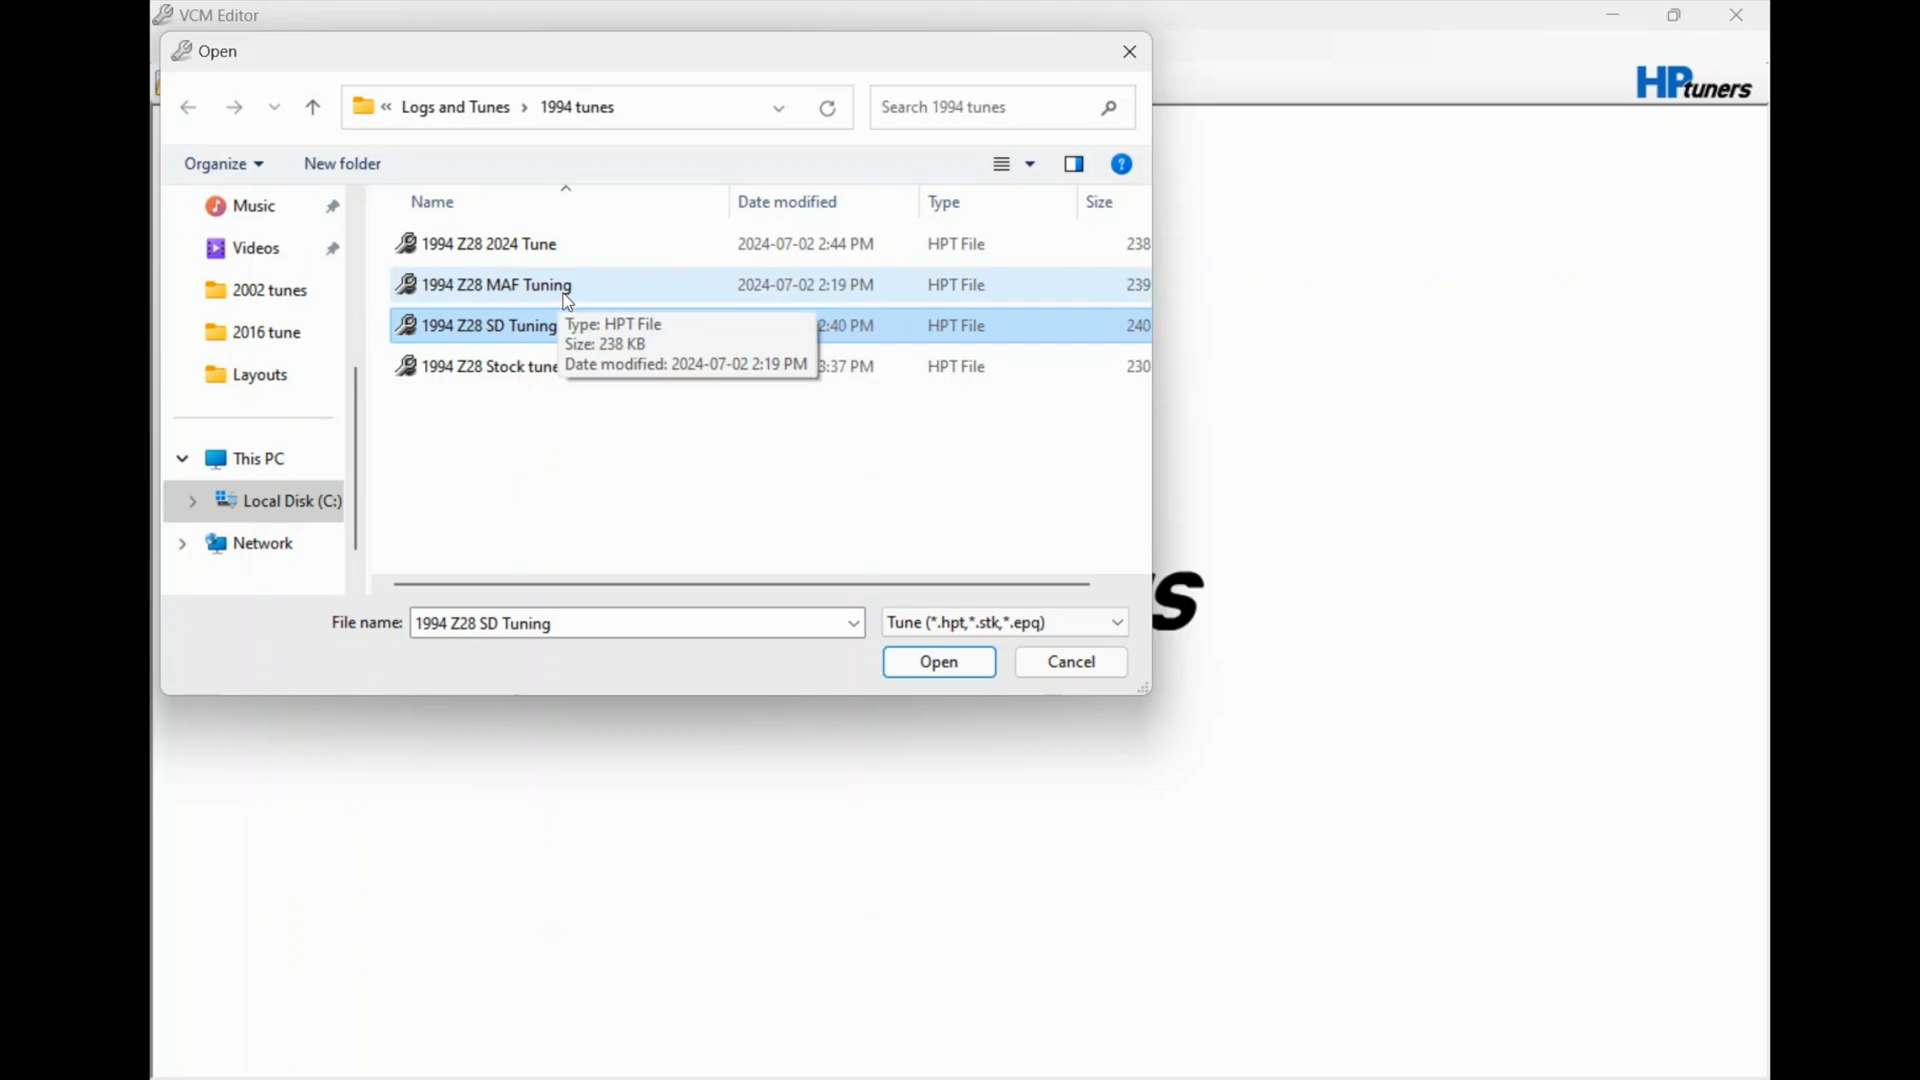 VCM Editor
Open
HPtuners
« Logs and Tunes > 1994 tunes
Search 1994 tunes
Organize
New folder
?
Music
Videos
2002 tunes
2016 tune
Layouts
This PC
Local Disk (C:)
Network
Name Date modified Type Size
1994 Z28 2024 Tune 2024-07-02 2:44 PM HPT File 238
1994 Z28 MAF Tuning 2024-07-02 2:19 PM HPT File 239
1994 Z28 SD Tuning 2:40 PM HPT File 240
1994 Z28 Stock tune 3:37 PM HPT File 230
Type: HPT File
Size: 238 KB
Date modified: 2024-07-02 2:19 PM
s
File name: 1994 Z28 SD Tuning
Tune (*.hpt,*.stk,*.epq)
Open
Cancel